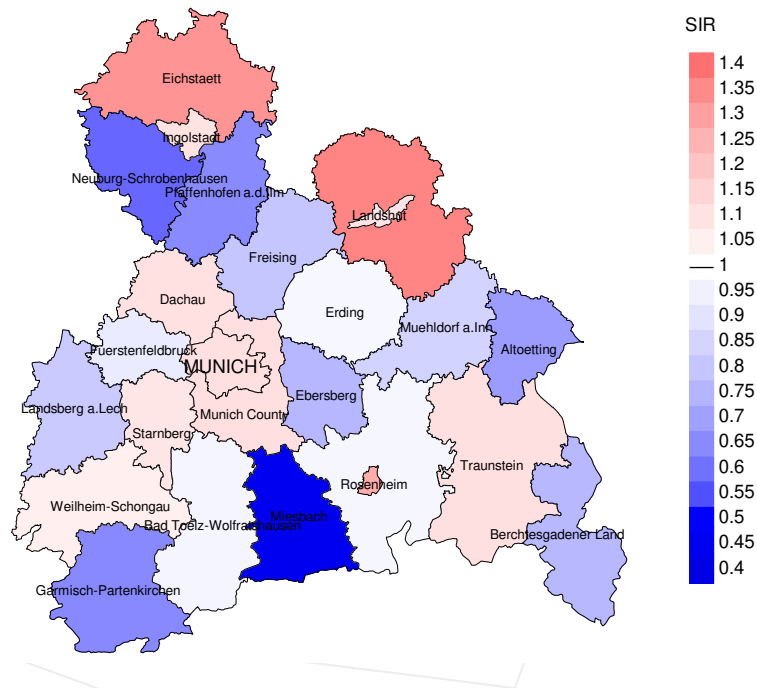 SIR
Eichstaett
Ingolstadt
Neuburg-Schrobenhausen
Pfaffenhofen a.d.Ilm
Landshut
Freising
Dachau
Erding
Muehldorf a.Inn
Altoetting
Fuerstenfeldbruck
MUNICH
Ebersberg
Landsberg a.Lech
Munich County
Starnberg
Traunstein
Rosenheim
Weilheim-Schongau
Miesbach
Bad Toelz-Wolfratshausen
Berchtesgadener Land
Garmisch-Partenkirchen
1.4
1.35
1.3
1.25
1.2
1.15
1.1
1.05
1
0.95
0.9
0.85
0.8
0.75
0.7
0.65
0.6
0.55
0.5
0.45
0.4